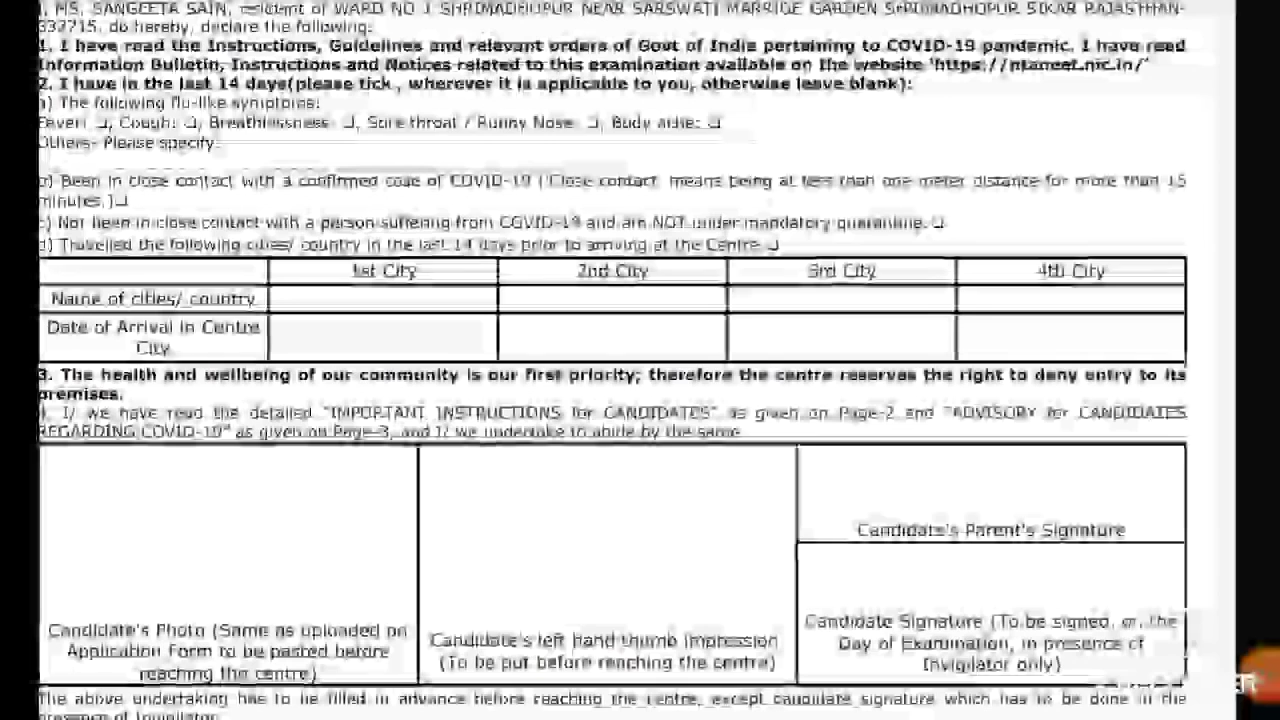 I, MS. SANGEETA SAIN, resident of WARD NO 1 SHRIMADHOPUR NEAR SARSWATI MARRIGE GARDEN SHRIMADHOPUR SIKAR RAJASTHAN-
332715, do hereby, declare the following:
1. I have read the Instructions, Guidelines and relevant orders of Govt of India pertaining to COVID-19 pandemic. I have read
Information Bulletin, Instructions and Notices related to this examination available on the website 'https://ntaneet.nic.in/'
2. I have in the last 14 days(please tick , wherever it is applicable to you, otherwise leave blank):
a) The following flu-like symptoms:
Fever: ❑, Cough: ❑, Breathlessness: ❑, Sore throat / Runny Nose: ❑, Body ache: ❑
Others- Please specify:
b) Been in close contact with a confirmed case of COVID-19 ('Close contact' means being at less than one meter distance for more than 15
minutes.)❑
c) Not been in close contact with a person suffering from COVID-19 and am NOT under mandatory quarantine. ❑
d) Travelled the following cities/ country in the last 14 days prior to arriving at the Centre ❑
1st City 2nd City 3rd City 4th City
Name of cities/ country
Date of Arrival in Centre
City
3. The health and wellbeing of our community is our first priority; therefore the centre reserves the right to deny entry to its
premises.
4. I/ we have read the detailed "IMPORTANT INSTRUCTIONS for CANDIDATES" as given on Page-2 and "ADVISORY for CANDIDATES
REGARDING COVID-19" as given on Page-3, and I/ we undertake to abide by the same
Candidate's Parent's Signature
Candidate's Photo (Same as uploaded on
Application Form to be pasted before
reaching the centre)
Candidate's left hand thumb impression
(To be put before reaching the centre)
Candidate Signature (To be signed, on the
Day of Examination, in presence of
Invigilator only)
The above undertaking has to be filled in advance before reaching the centre, except candidate signature which has to be done in the
presence of Invigilator.